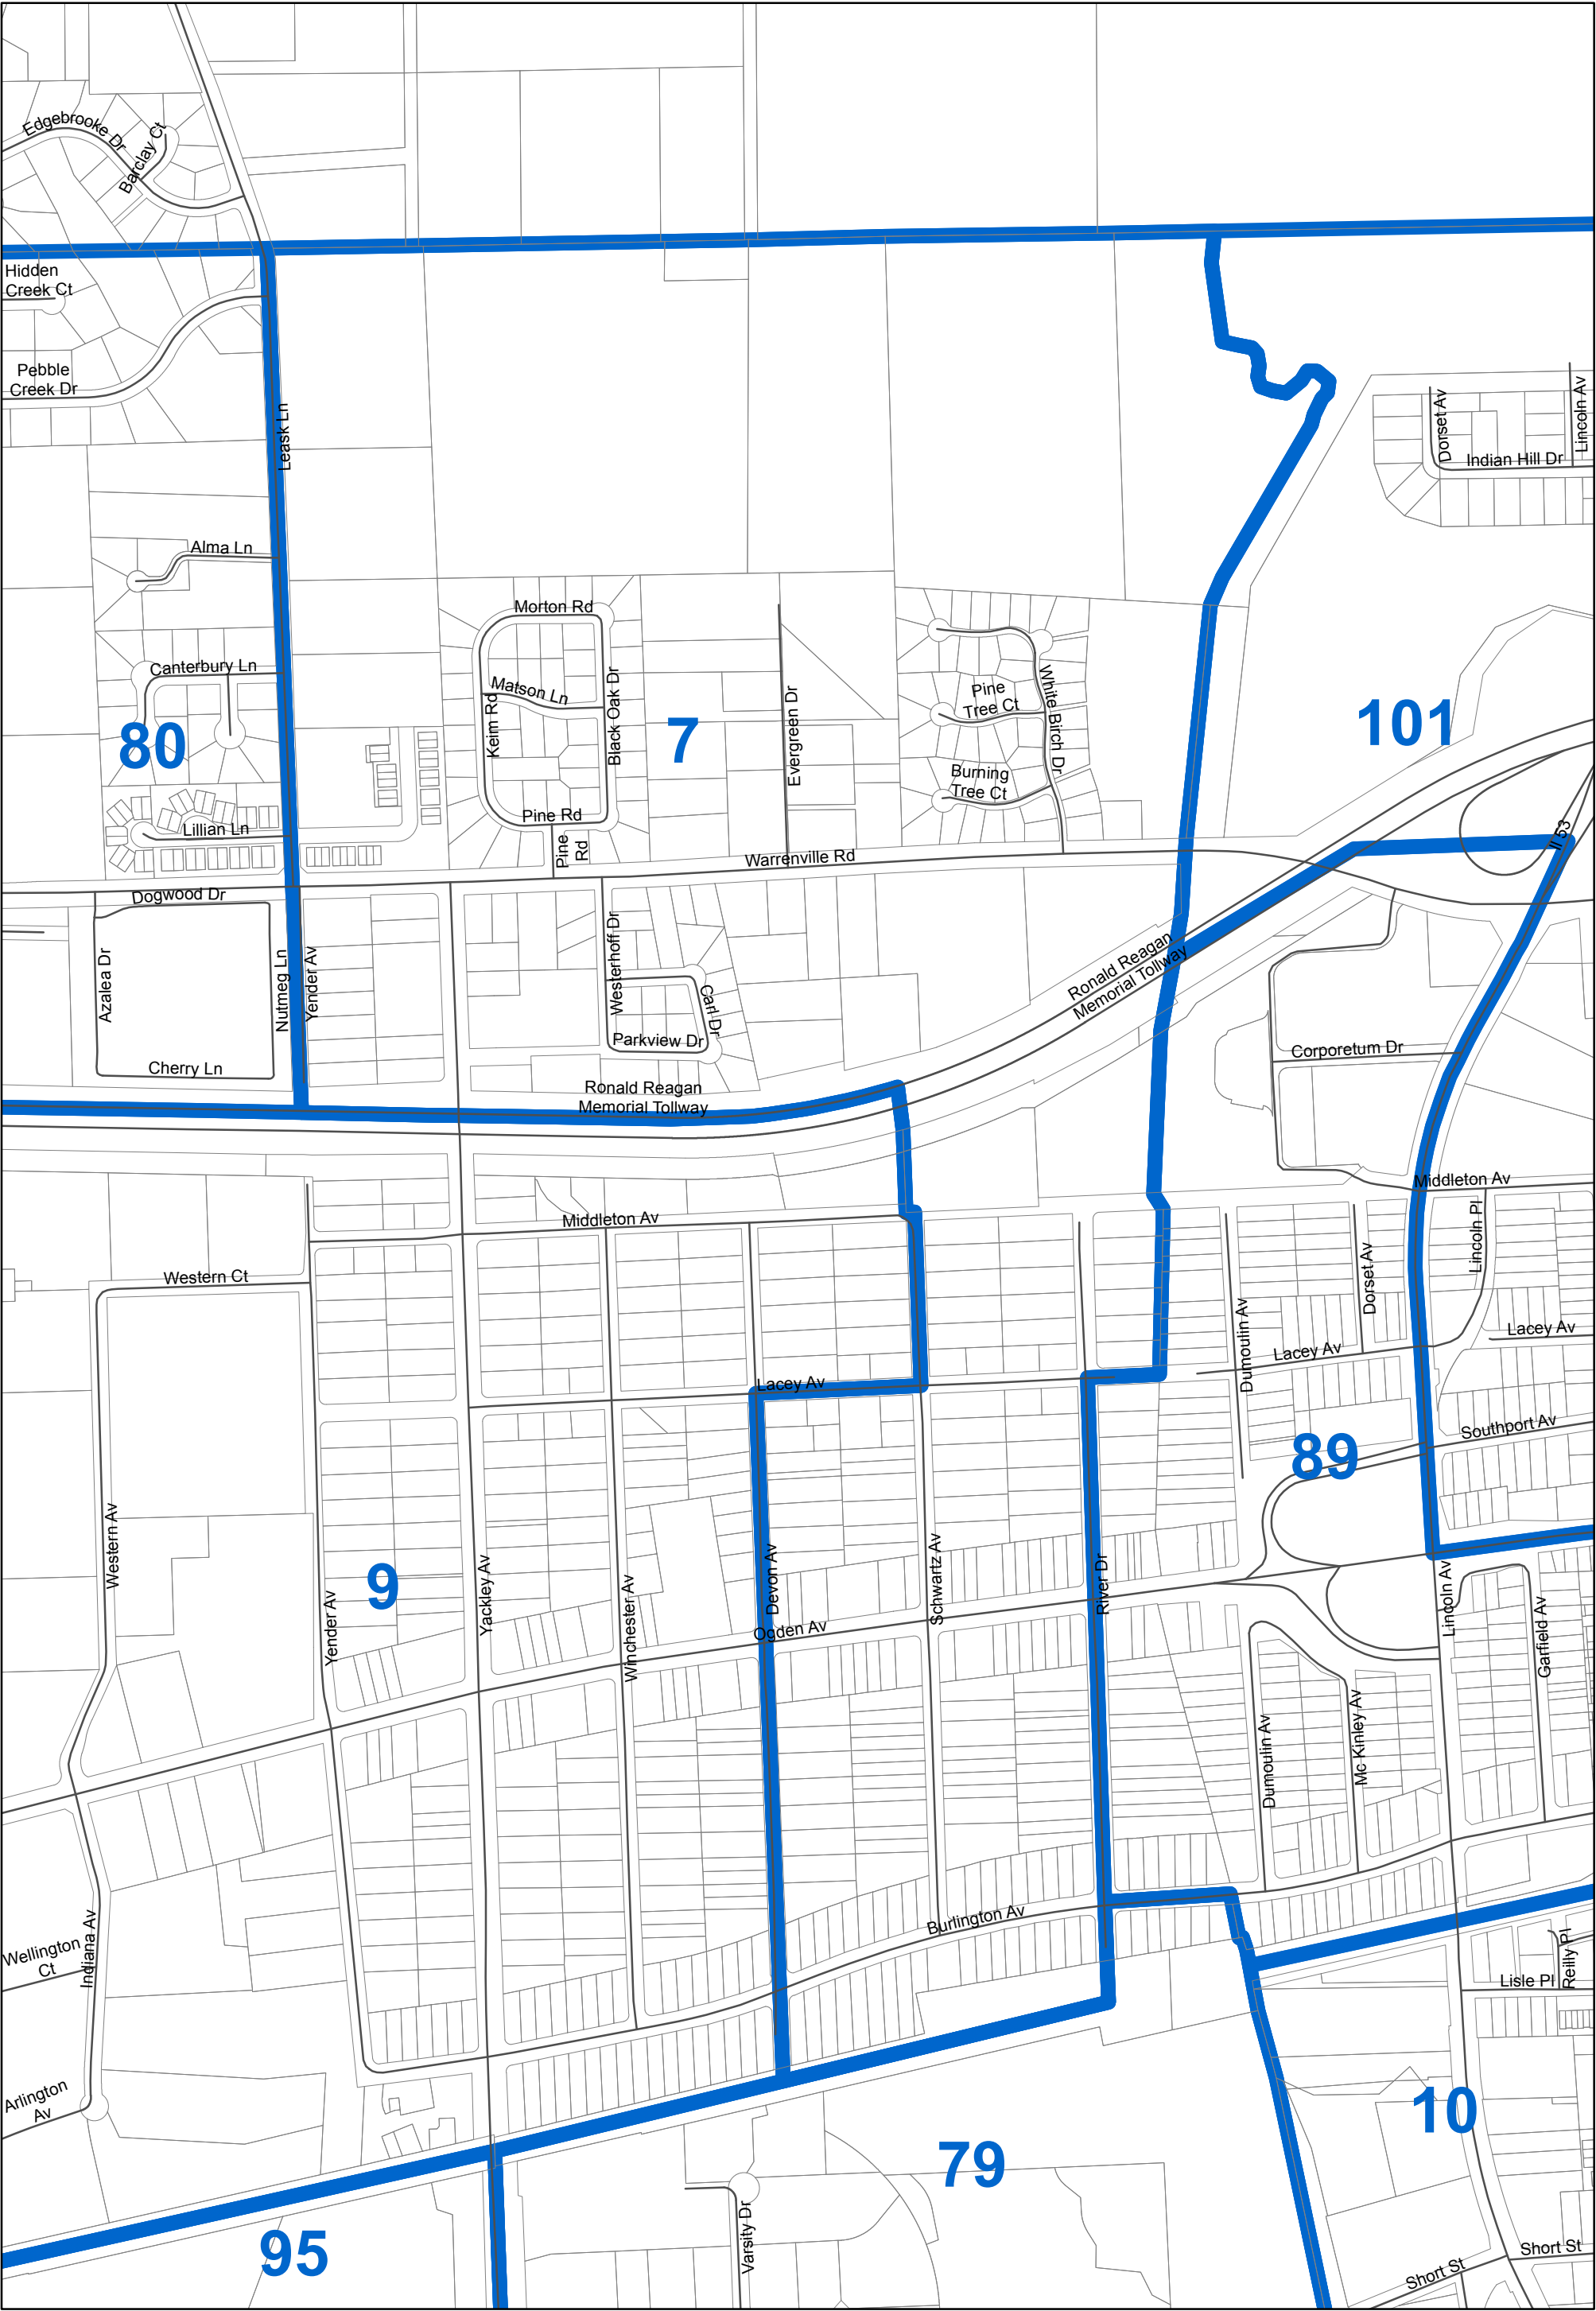 Edgebrooke Dr
Barclay Ct
Hidden
Creek Ct
Pebble
Creek Dr
Leask Ln
Dorset Av
Lincoln Av
Indian Hill Dr
Alma Ln
Morton Rd
Canterbury Ln
Matson Ln
Keim Rd
Black Oak Dr
Evergreen Dr
Pine
Tree Ct
White Birch Dr
80
7
101
Burning
Tree Ct
Lillian Ln
Pine Rd
Pine
Rd
Warrenville Rd
Il 53
Dogwood Dr
Azalea Dr
Nutmeg Ln
Yender Av
Westerhoff Dr
Carl Dr
Parkview Dr
Ronald Reagan
Memorial Tollway
Corporetum Dr
Cherry Ln
Ronald Reagan
Memorial Tollway
Middleton Av
Middleton Av
Lincoln Pl
Western Ct
Dorset Av
Dumoulin Av
Lacey Av
Lacey Av
Lacey Av
Southport Av
89
Western Av
9
Yender Av
Yackley Av
Winchester Av
Devon Av
Ogden Av
Schwartz Av
River Dr
Lincoln Av
Garfield Av
Dumoulin Av
Mc Kinley Av
Burlington Av
Wellington
Ct
Indiana Av
Lisle Pl
Reilly Pl
Arlington
Av
10
79
Varsity Dr
95
Short St
Short St